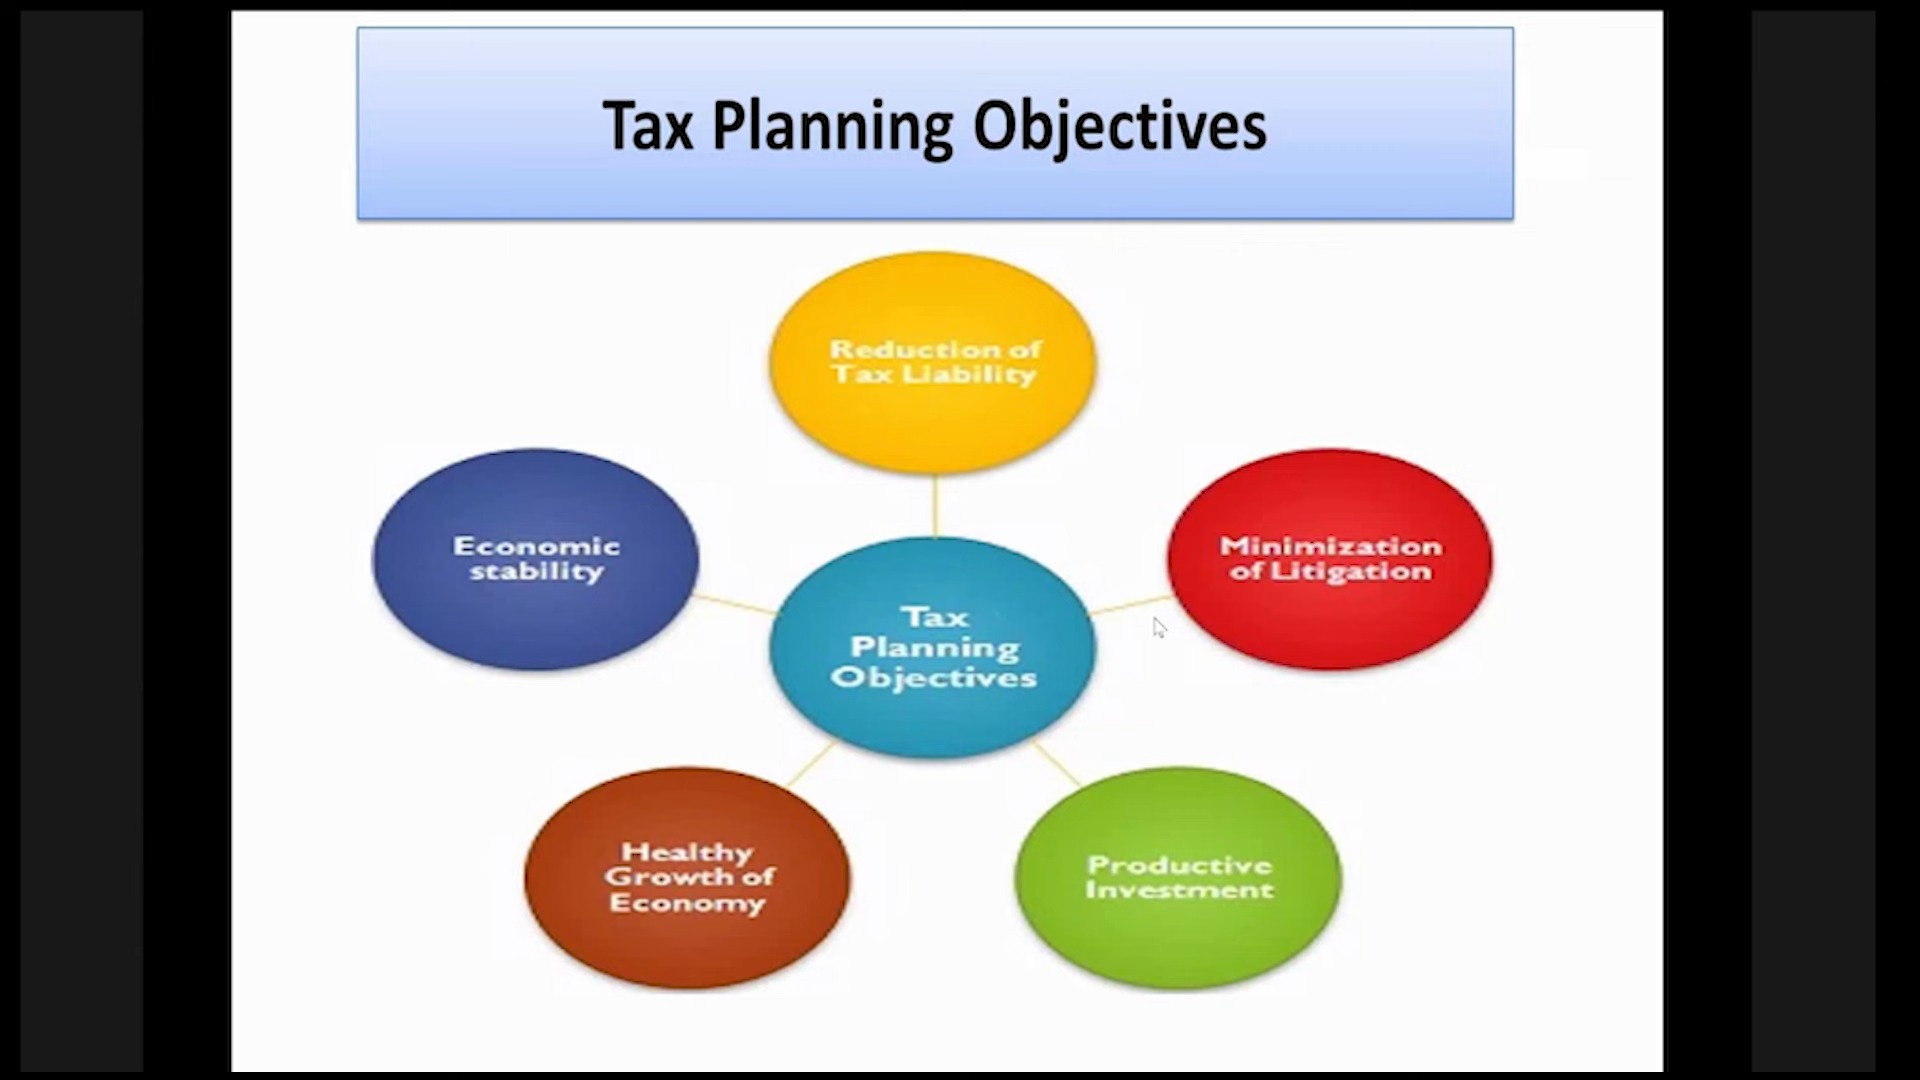 Tax Planning Objectives
Reduction of
Tax Liability
Economic
stability
Minimization
of Litigation
Tax
Planning
Objectives
Healthy
Growth of
Economy
Productive
Investment